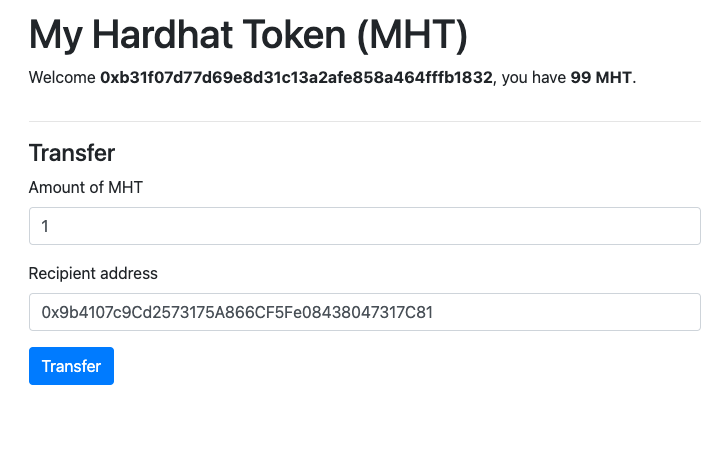 My Hardhat Token (MHT)
Welcome 0xb31f07d77d69e8d31c13a2afe858a464fffb1832, you have 99 MHT.
Transfer
Amount of MHT
1
Recipient address
0x9b4107c9Cd2573175A866CF5Fe08438047317C81
Transfer